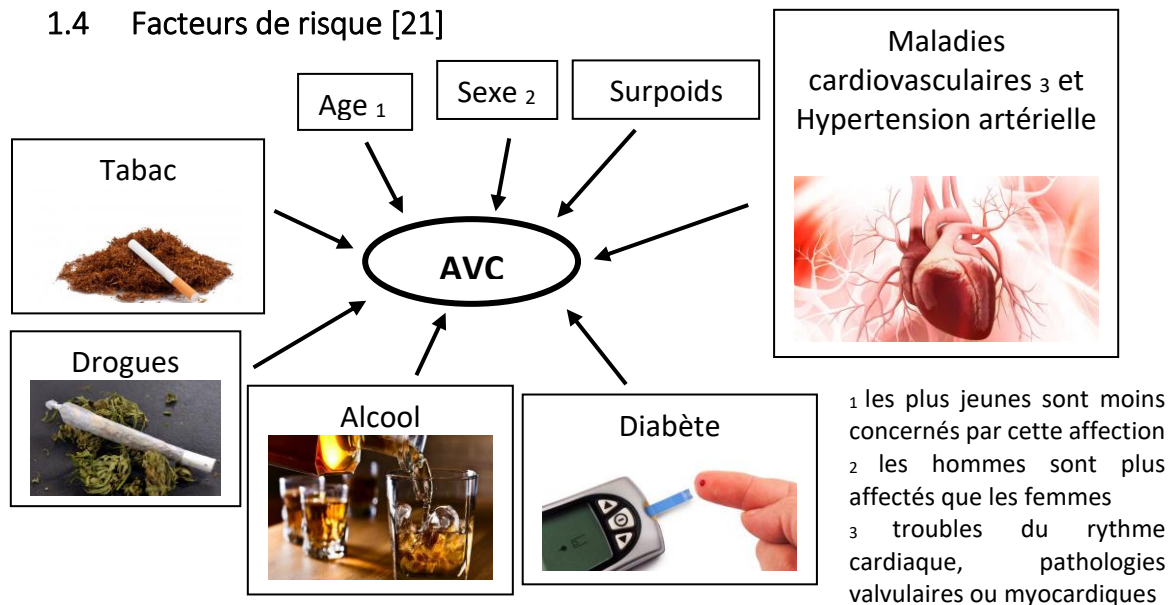 1.4 Facteurs de risque [21]
Age 1
Sexe 2
Surpoids
Maladies
cardiovasculaires 3 et
Hypertension artérielle
Tabac
AVC
Drogues
Alcool
Diabète
1 les plus jeunes sont moins
concernés par cette affection
2 les hommes sont plus
affectés que les femmes
3 troubles du rythme
cardiaque, pathologies
valvulaires ou myocardiques